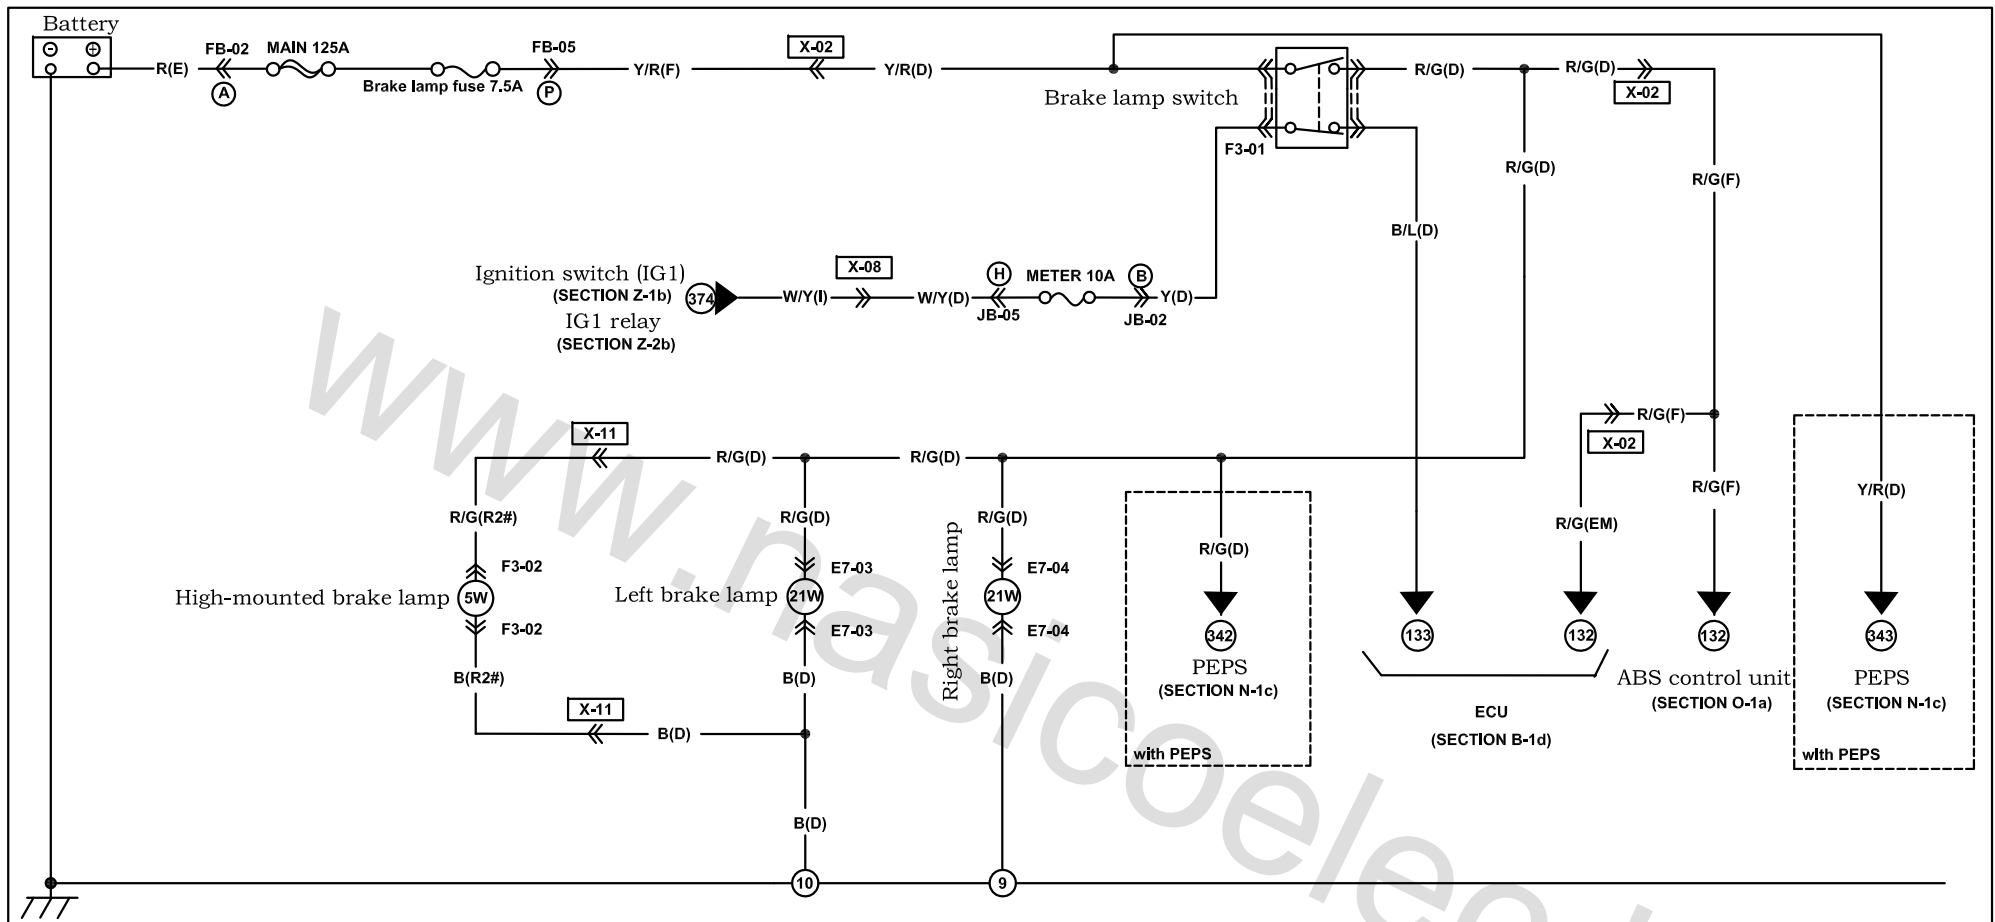 Battery
FB-02
MAIN 125A
FB-05
X-02
R(E)
Y/R(F)
Y/R(D)
R/G(D)
R/G(D)
Brake lamp fuse 7.5A
A
P
Brake lamp switch
X-02
F3-01
R/G(D)
R/G(F)
B/L(D)
Ignition switch (IG1)
(SECTION Z-1b)
374
IG1 relay
(SECTION Z-2b)
X-08
H
METER 10A
B
W/Y(I)
W/Y(D)
Y(D)
JB-05
JB-02
X-11
R/G(D)
R/G(D)
R/G(F)
X-02
R/G(R2#)
R/G(D)
R/G(D)
R/G(D)
R/G(EM)
R/G(F)
Y/R(D)
F3-02
E7-03
E7-04
High-mounted brake lamp
5W
Left brake lamp
21W
Right brake lamp
21W
F3-02
E7-03
E7-04
342
133
132
132
343
B(R2#)
B(D)
B(D)
PEPS
(SECTION N-1c)
ABS control unit
(SECTION O-1a)
PEPS
(SECTION N-1c)
X-11
B(D)
ECU
(SECTION B-1d)
with PEPS
with PEPS
B(D)
10
9
www.nasicoelec